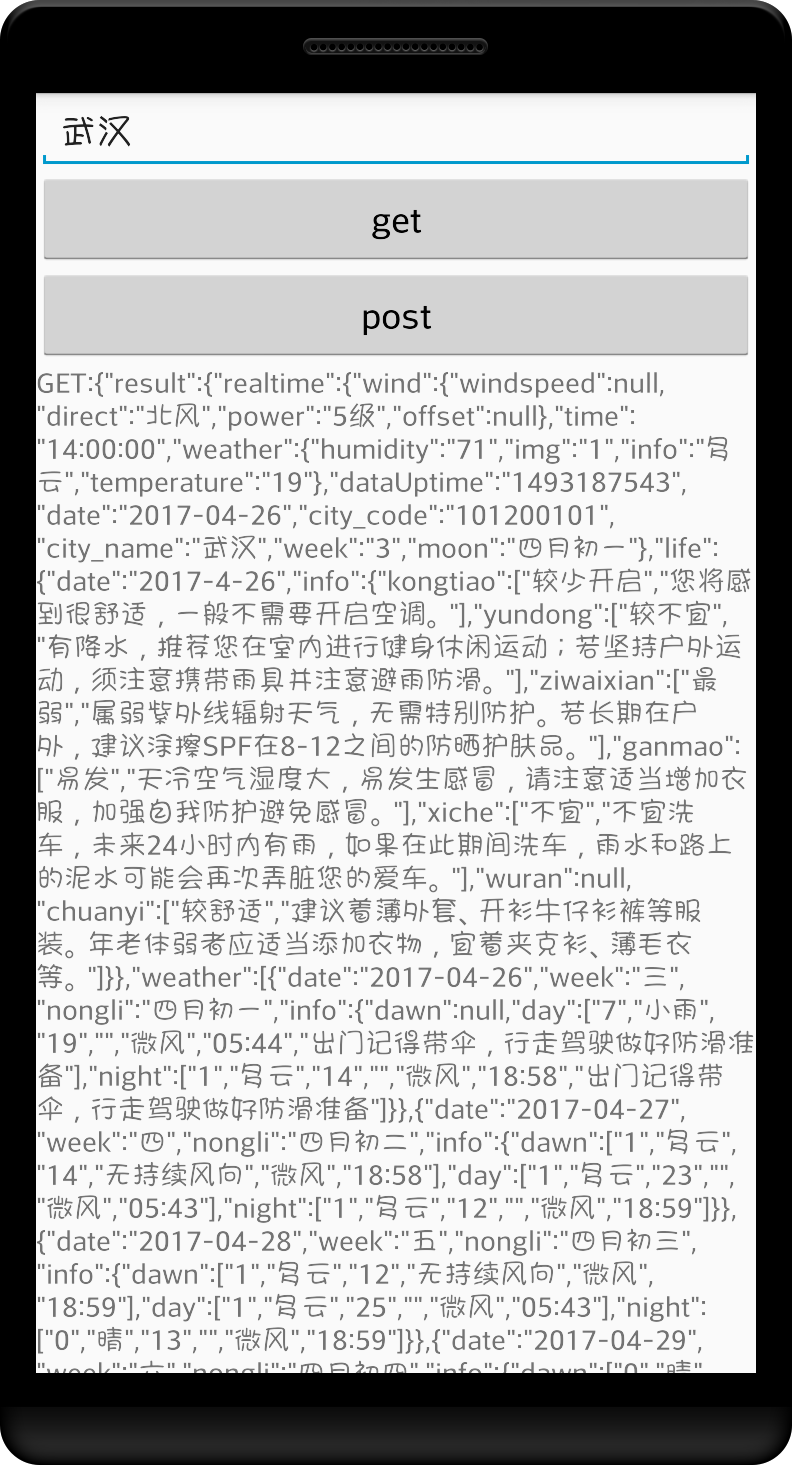 武汉
get
post
GET:{"result":{"realtime":{"wind":{"windspeed":null,
"direct":"北风","power":"5级","offset":null},"time":
"14:00:00","weather":{"humidity":"71","img":"1","info":"多
云","temperature":"19"},"dataUptime":"1493187543",
"date":"2017-04-26","city_code":"101200101",
"city_name":"武汉","week":"3","moon":"四月初一"},"life":
{"date":"2017-4-26","info":{"kongtiao":["较少开启","您将感
到很舒适，一般不需要开启空调。"],"yundong":["较不宜",
"有降水，推荐您在室内进行健身休闲运动；若坚持户外运
动，须注意携带雨具并注意避雨防滑。"],"ziwaixian":["最
弱","属弱紫外线辐射天气，无需特别防护。若长期在户
外，建议涂擦SPF在8-12之间的防晒护肤品。"],"ganmao":
["易发","天冷空气湿度大，易发生感冒，请注意适当增加衣
服，加强自我防护避免感冒。"],"xiche":["不宜","不宜洗
车，未来24小时内有雨，如果在此期间洗车，雨水和路上
的泥水可能会再次弄脏您的爱车。"],"wuran":null,
"chuanyi":["较舒适","建议着薄外套、开衫牛仔衫裤等服
装。年老体弱者应适当添加衣物，宜着夹克衫、薄毛衣
等。"]}},"weather":[{"date":"2017-04-26","week":"三",
"nongli":"四月初一","info":{"dawn":null,"day":["7","小雨",
"19","","微风","05:44","出门记得带伞，行走驾驶做好防滑准
备"],"night":["1","多云","14","","微风","18:58","出门记得带
伞，行走驾驶做好防滑准备"]}},{"date":"2017-04-27",
"week":"四","nongli":"四月初二","info":{"dawn":["1","多云",
"14","无持续风向","微风","18:58"],"day":["1","多云","23","",
"微风","05:43"],"night":["1","多云","12","","微风","18:59"]}},
{"date":"2017-04-28","week":"五","nongli":"四月初三",
"info":{"dawn":["1","多云","12","无持续风向","微风",
"18:59"],"day":["1","多云","25","","微风","05:43"],"night":
["0","晴","13","","微风","18:59"]}},{"date":"2017-04-29",
"week":"六","nongli":"四月初四","info":{"dawn":["0","晴",